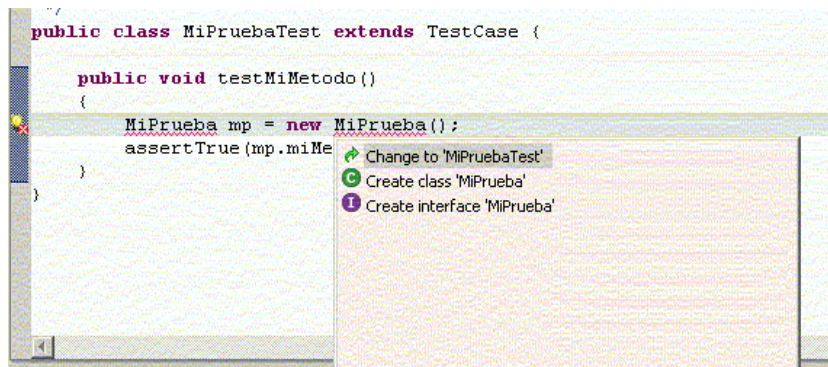 */
public class MiPruebaTest extends TestCase {
public void testMiMetodo()
{
MiPrueba mp = new MiPrueba();
assertTrue(mp.miMe
}
}
Change to 'MiPruebaTest'
Create class 'MiPrueba'
Create interface 'MiPrueba'